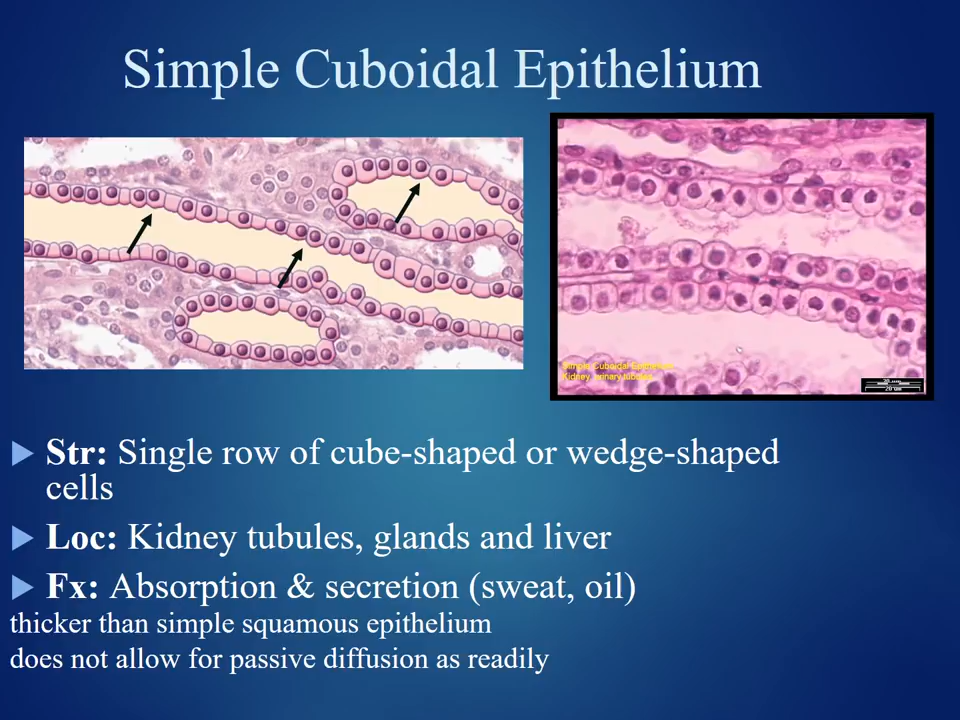 Simple Cuboidal Epithelium
Simple Cuboidal Epithelium
Kidney, urinary tubules
20 um
Str: Single row of cube-shaped or wedge-shaped
cells
Loc: Kidney tubules, glands and liver
Fx: Absorption & secretion (sweat, oil)
thicker than simple squamous epithelium
does not allow for passive diffusion as readily